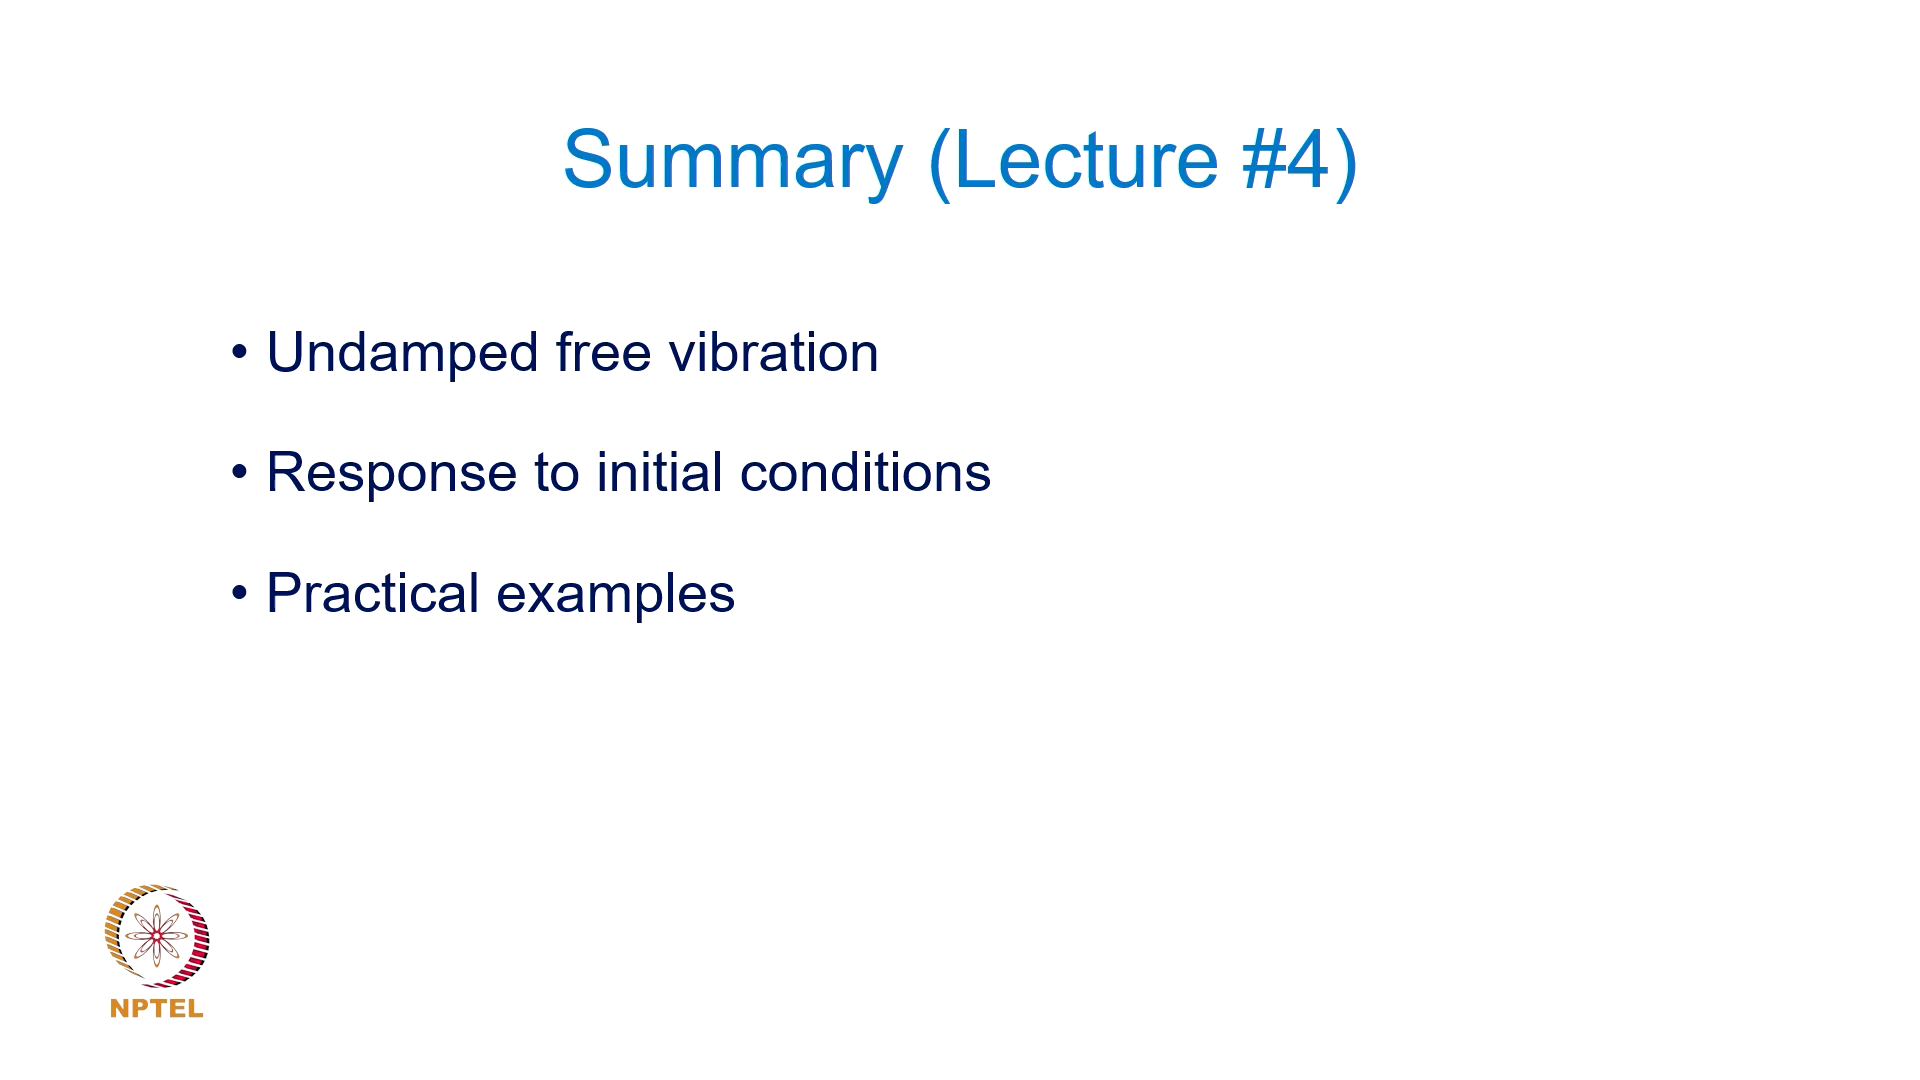 Summary (Lecture #4)
• Undamped free vibration
• Response to initial conditions
• Practical examples
NPTEL